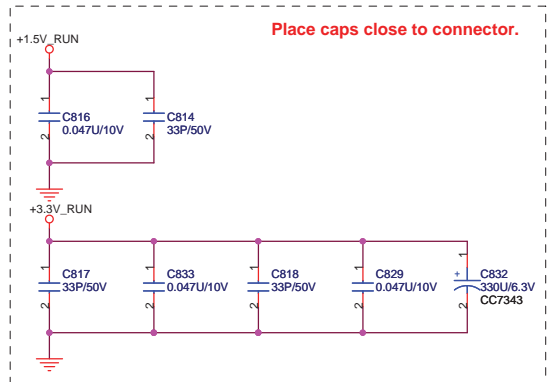 Place caps close to connector.
+1.5V_RUN
1
2
C816
0.047U/10V
1
2
C814
33P/50V
+3.3V_RUN
1
2
C817
33P/50V
1
2
C833
0.047U/10V
1
2
C818
33P/50V
1
2
C829
0.047U/10V
1
+
2
C832
330U/6.3V
CC7343